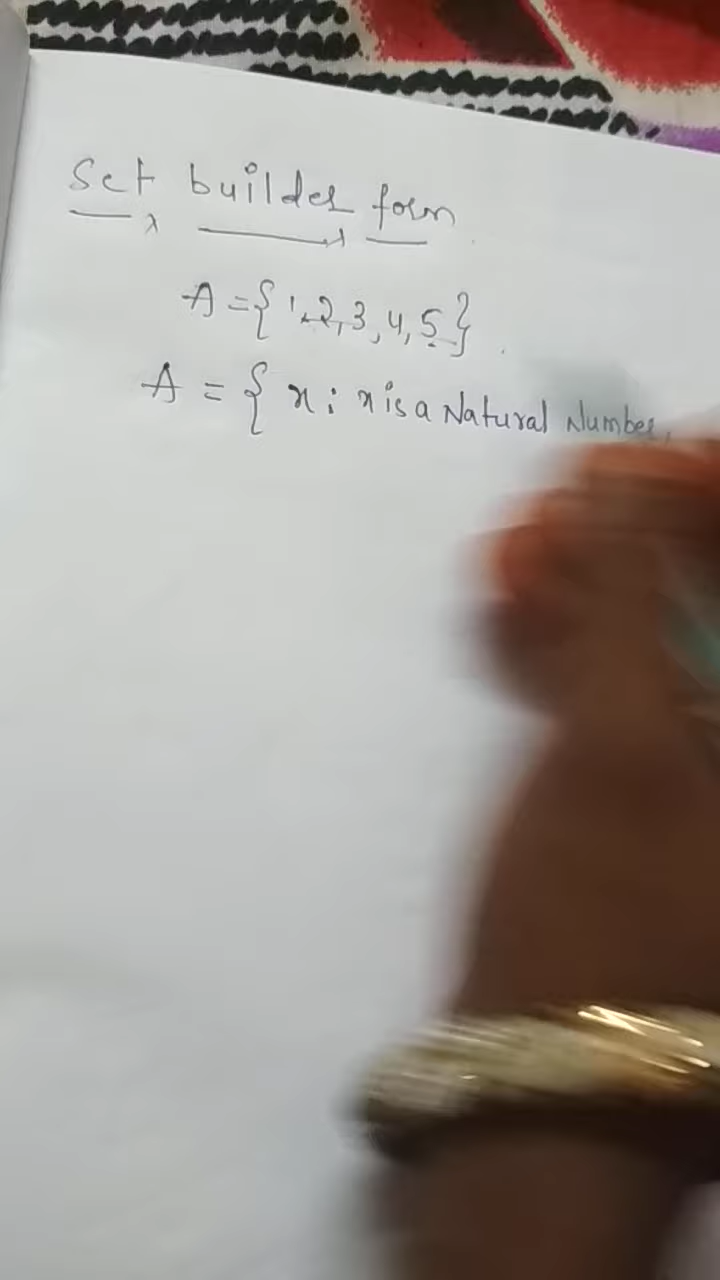 Set builder form
A = { 1, 2, 3, 4, 5 }
A = { x : x is a Natural Number,